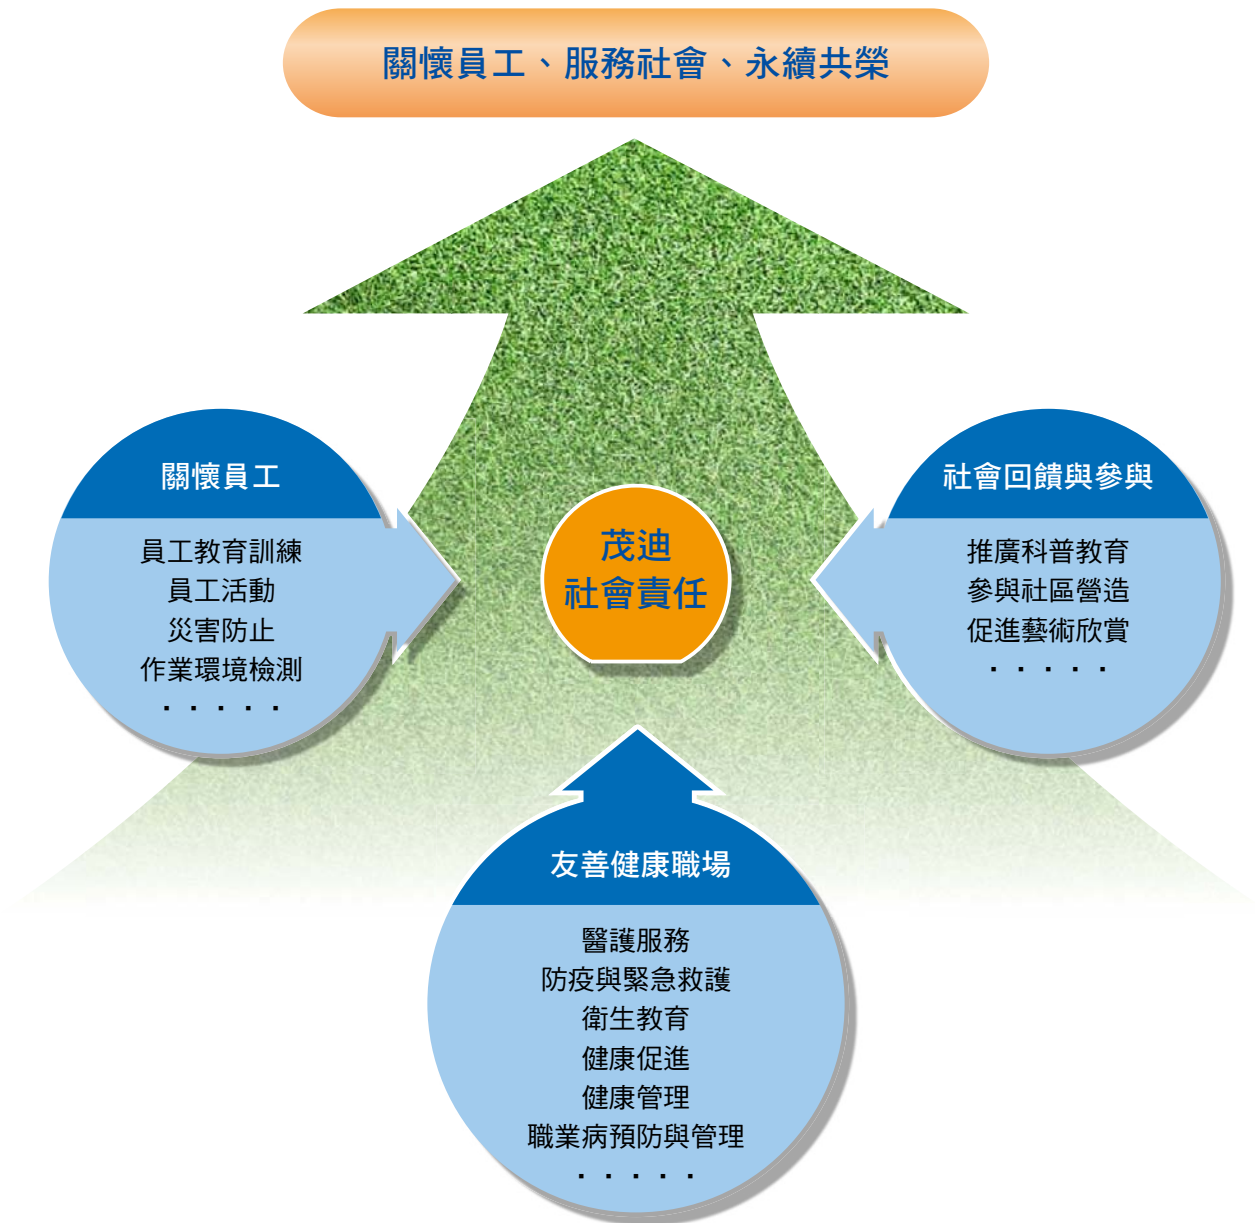 關懷員工、服務社會、永續共榮
關懷員工
員工教育訓練
員工活動
災害防止
作業環境檢測
．．．．．
茂迪
社會責任
社會回饋與參與
推廣科普教育
參與社區營造
促進藝術欣賞
．．．．．
友善健康職場
醫護服務
防疫與緊急救護
衛生教育
健康促進
健康管理
職業病預防與管理
．．．．．